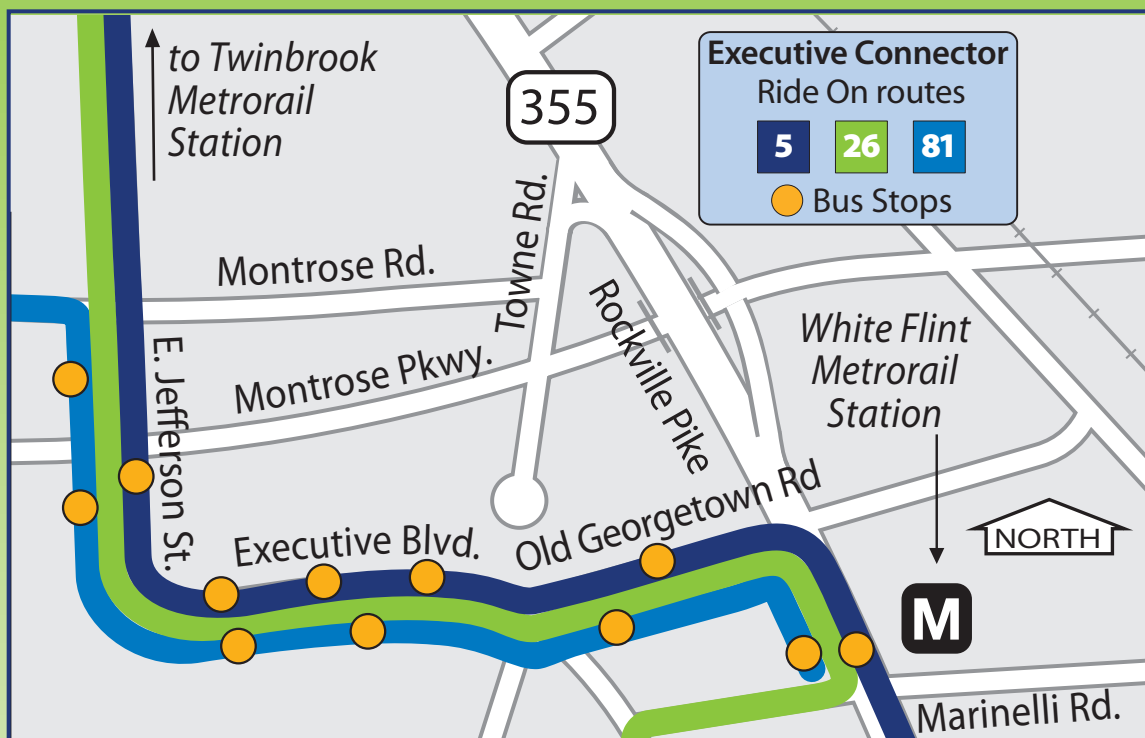 to Twinbrook
Metrorail
Station
355
Executive Connector
Ride On routes
5 26 81
Bus Stops
Towne Rd.
Montrose Rd.
Rockville Pike
Montrose Pkwy.
White Flint
Metrorail
Station
E. Jefferson St.
Executive Blvd.
Old Georgetown Rd
NORTH
M
Marinelli Rd.